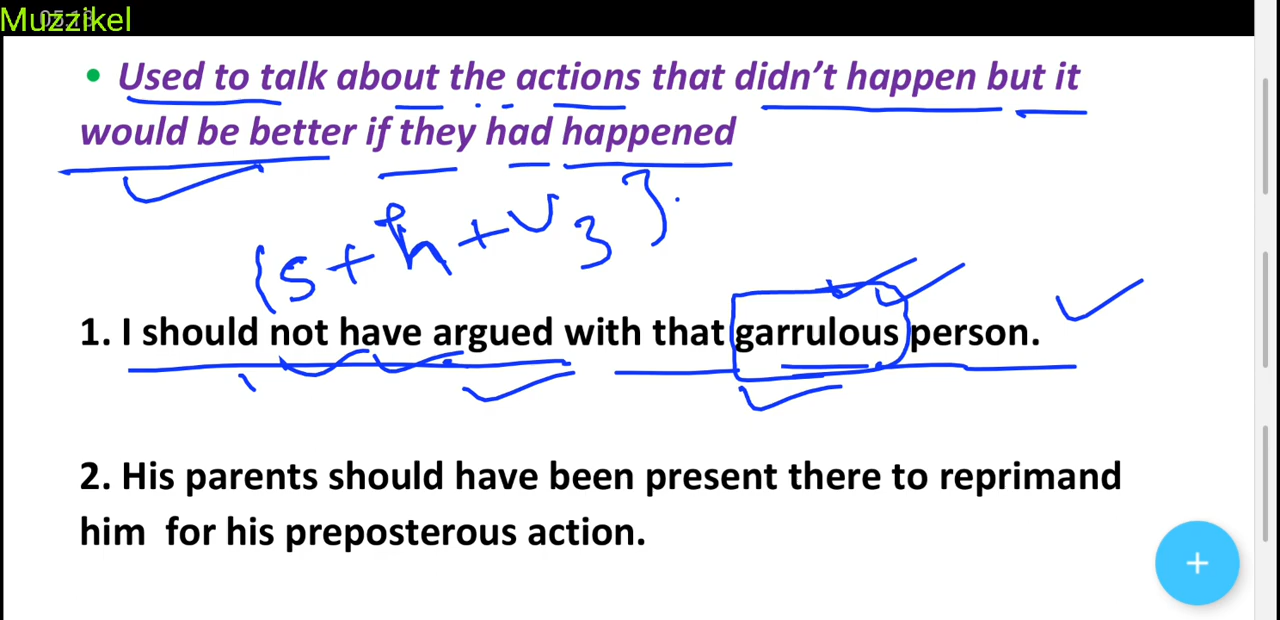 Muzzikel
• Used to talk about the actions that didn't happen but it
would be better if they had happened
{s+h+v3}.
1. I should not have argued with that garrulous person.
2. His parents should have been present there to reprimand
him for his preposterous action.
+